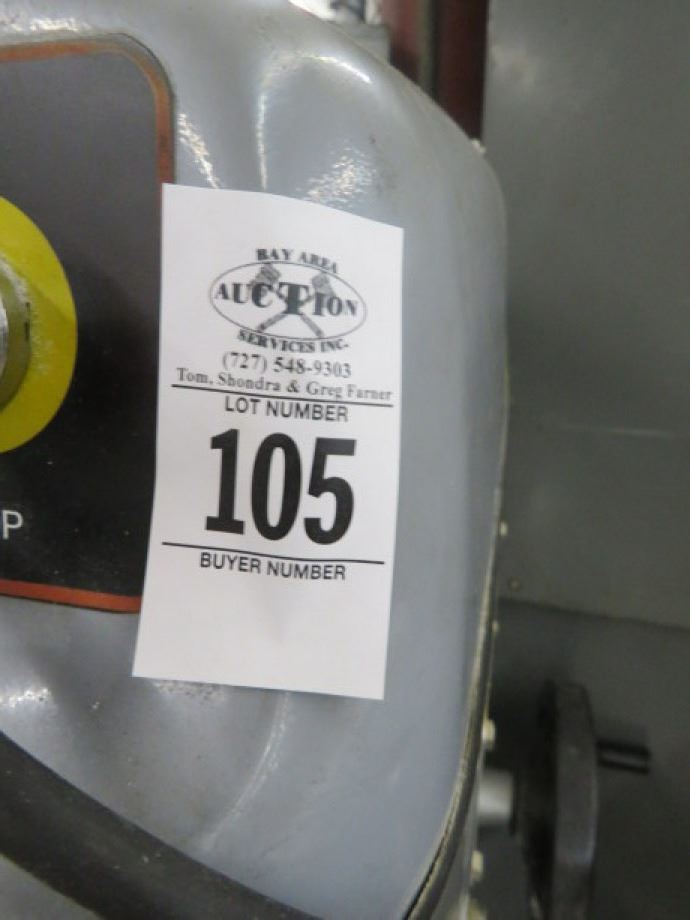 BAY AREA
AUCTION
SERVICES INC.
(727) 548-9303
Tom, Shondra & Greg Farner
LOT NUMBER
105
BUYER NUMBER
P